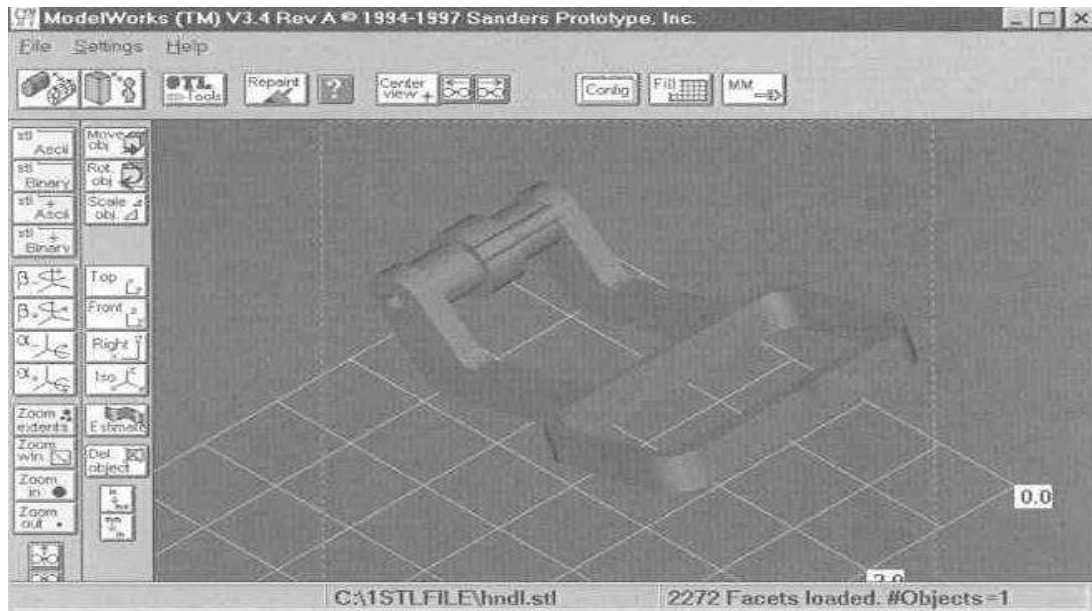 ModelWorks (TM) V3.4 Rev A © 1994-1997 Sanders Prototype, Inc.
File Settings Help
STL Tools
Repaint
?
Center view +
Config
Fill
MM
stl Ascii
Move obj
stl Binary
Rot. obj
stl + Ascii
Scale obj.
stl + Binary
β-
Top
β+
Front
α-
Right
α+
Iso
Zoom extents
Estimate
Zoom win
Del. object
Zoom in
Zoom out
0.0
C:\1STLFILE\hndl.stl
2272 Facets loaded. #Objects=1